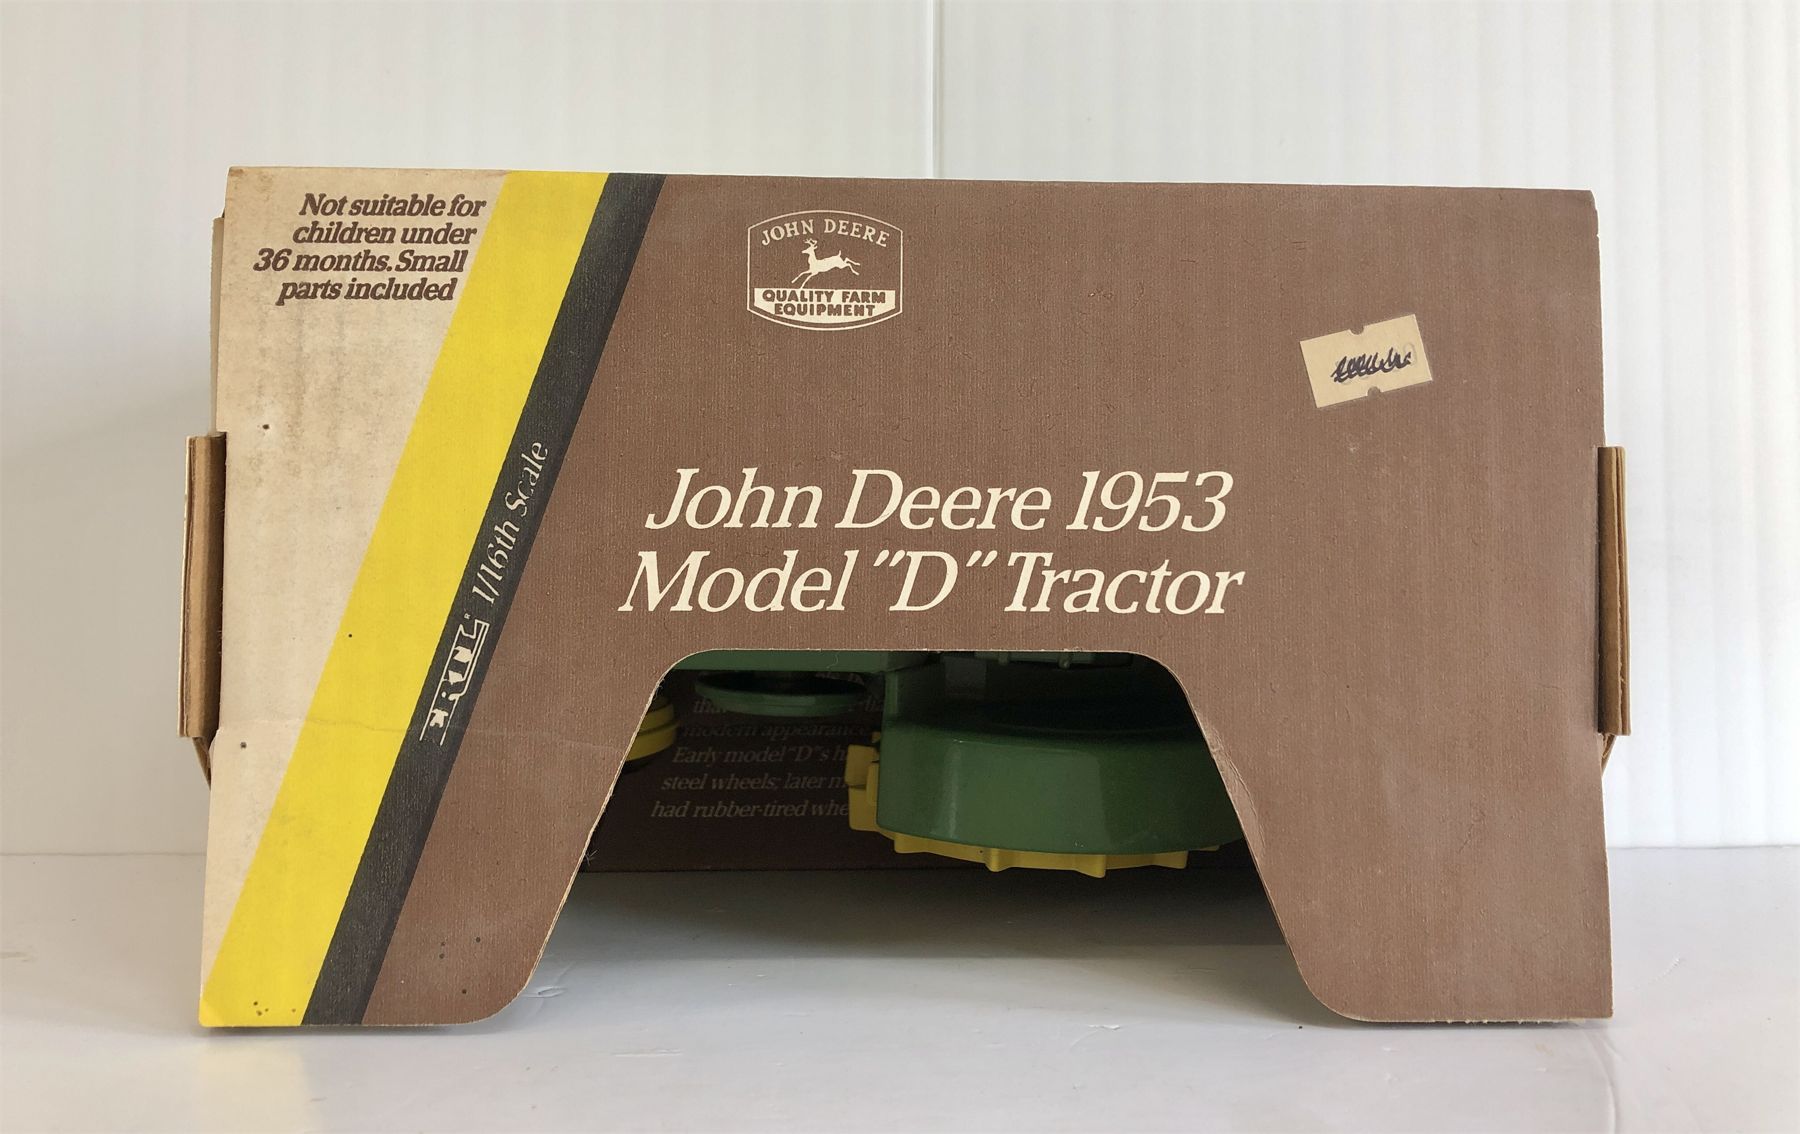 Not suitable for
children under
36 months. Small
parts included
JOHN DEERE
QUALITY FARM
EQUIPMENT
ERTL® 1/16th Scale
John Deere 1953
Model "D" Tractor
modern appearance
Early model "D"s
steel wheels; later
had rubber-tired